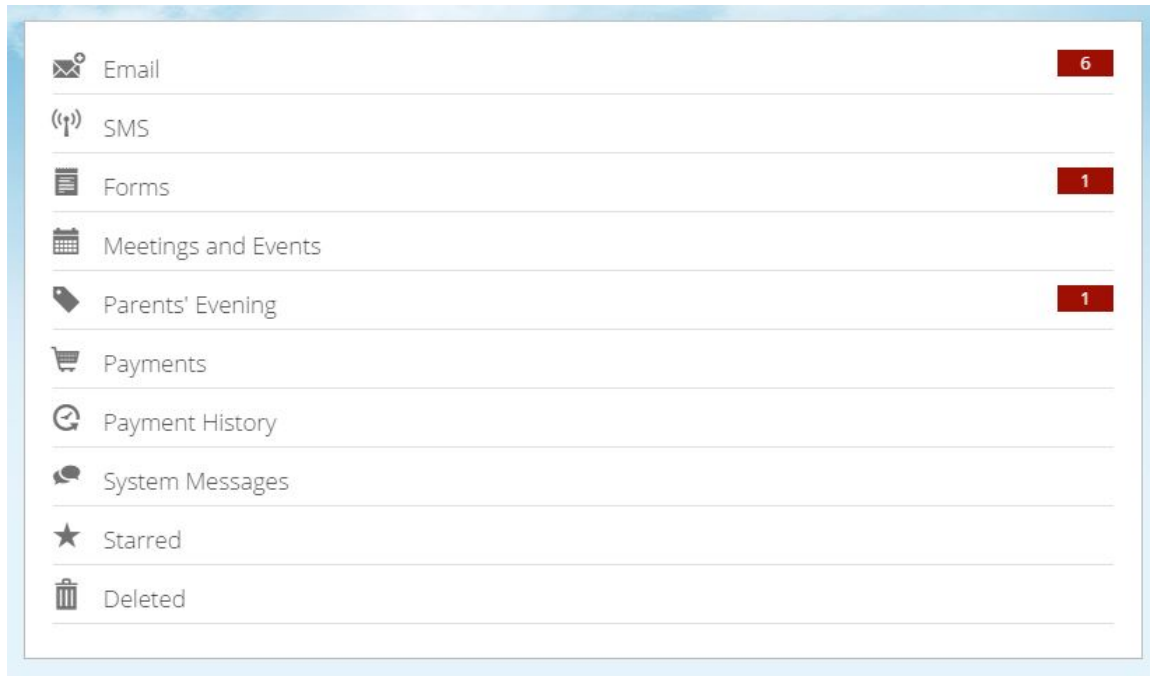 Email 6
SMS
Forms 1
Meetings and Events
Parents' Evening 1
Payments
Payment History
System Messages
Starred
Deleted